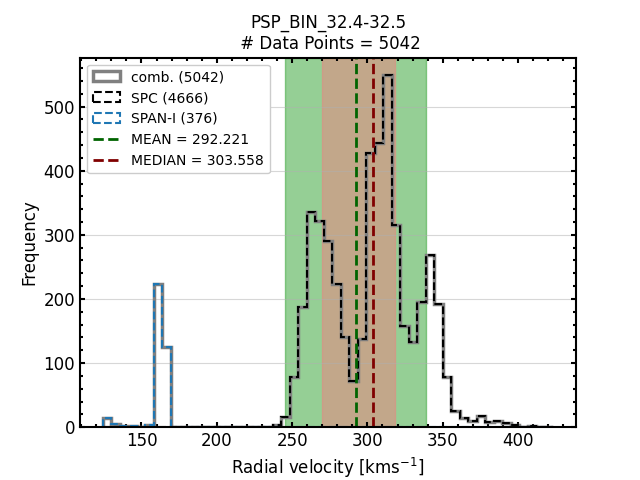 PSP_BIN_32.4-32.5
# Data Points = 5042
comb. (5042)
SPC (4666)
SPAN-I (376)
MEAN = 292.221
MEDIAN = 303.558
Frequency
500
400
300
200
100
0
150 200 250 300 350 400
Radial velocity [kms⁻¹]